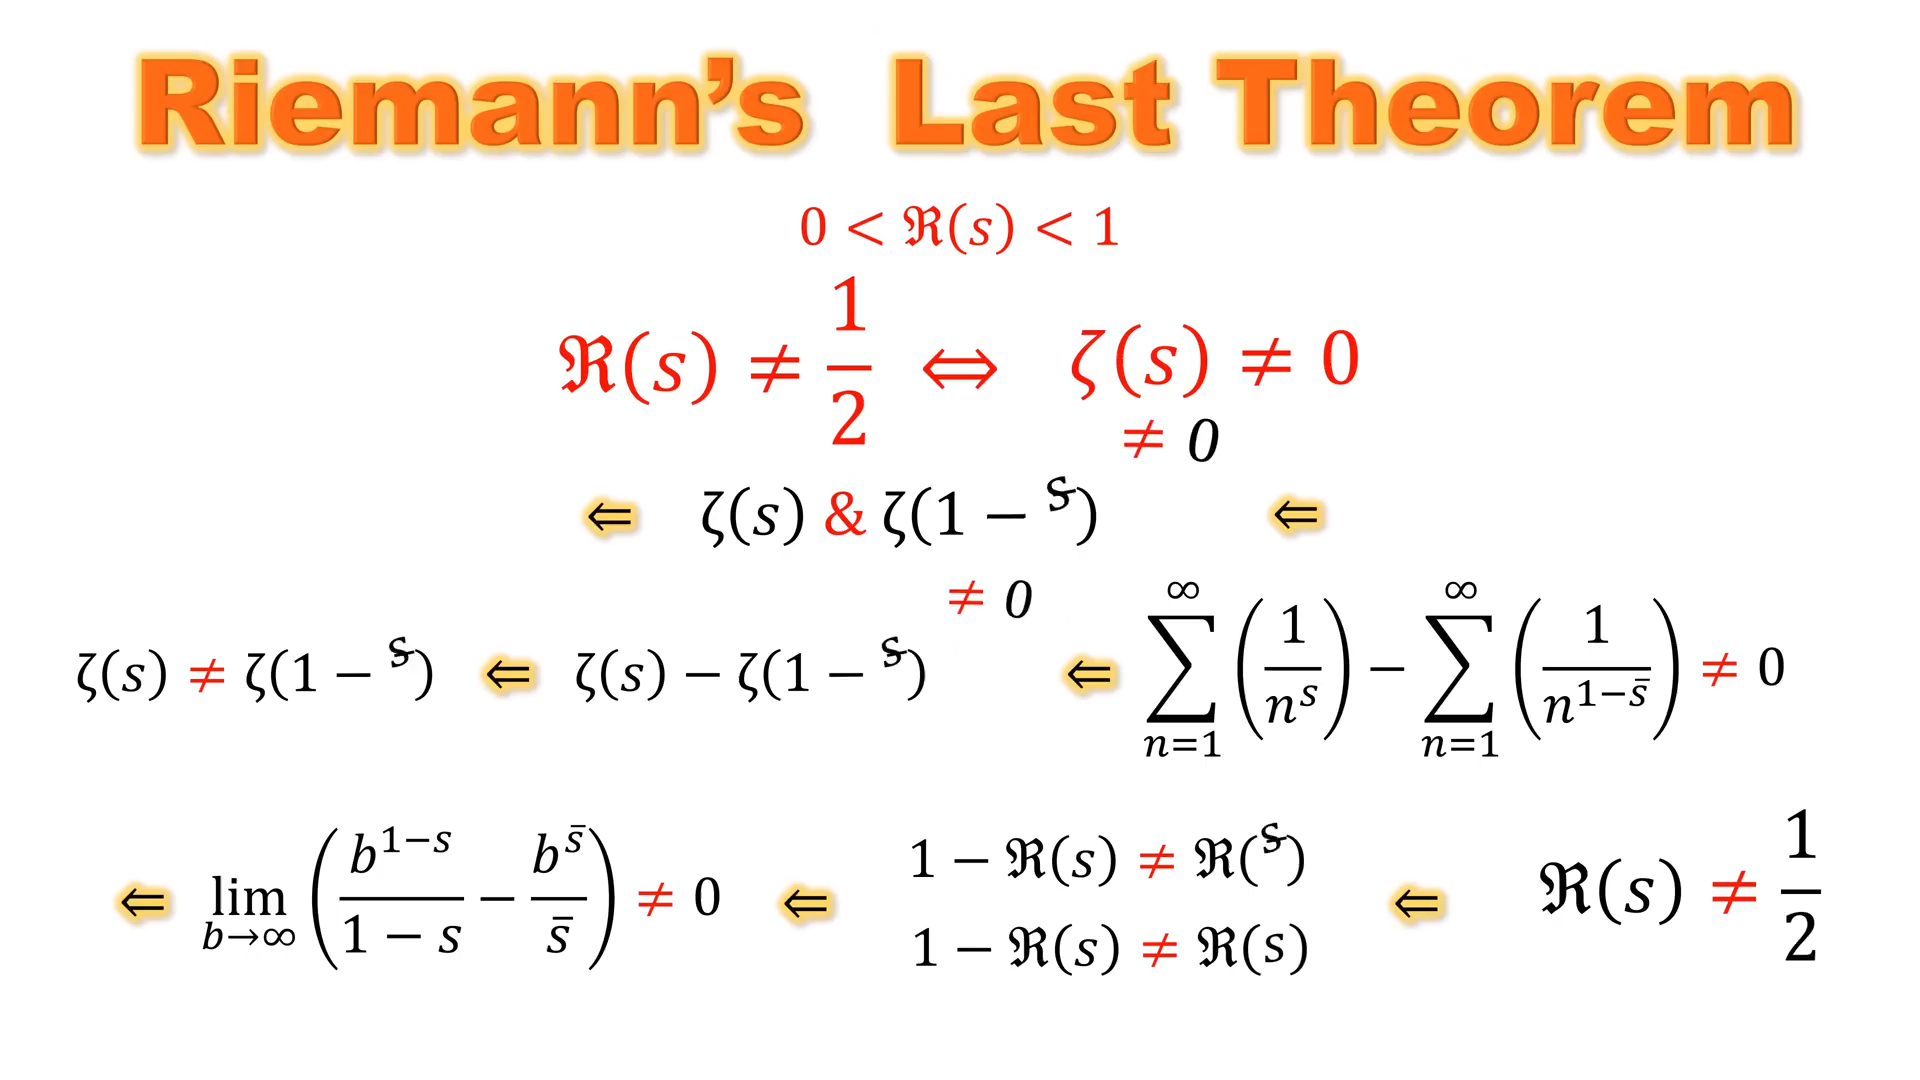 Riemann's Last Theorem
0 < ℜ(s) < 1
ℜ(s) ≠ 1/2 ⇔ ζ(s) ≠ 0
≠ 0
⇐ ζ(s) & ζ(1 − s̄) ⇐
≠ 0
ζ(s) ≠ ζ(1 − s̄) ⇐ ζ(s) − ζ(1 − s̄) ⇐ ∑_{n=1}^{∞} (1/n^s) − ∑_{n=1}^{∞} (1/n^{1−s̄}) ≠ 0
⇐ lim_{b→∞} (b^{1−s}/(1 − s) − b^{s̄}/s̄) ≠ 0 ⇐ 1 − ℜ(s) ≠ ℜ(s̄) ⇐ ℜ(s) ≠ 1/2
1 − ℜ(s) ≠ ℜ(s)